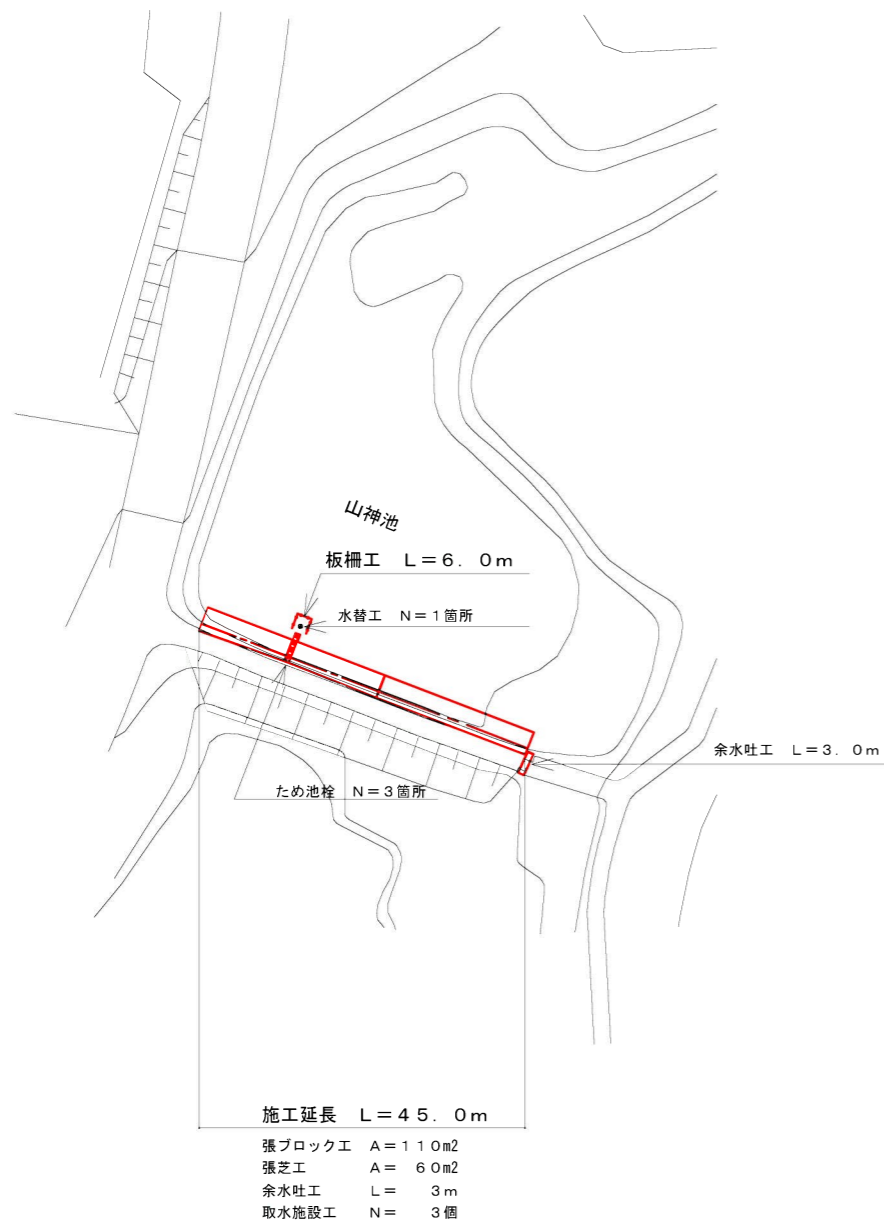 山神池
板柵工　Ｌ＝６．０ｍ
水替工　Ｎ＝１箇所
余水吐工　Ｌ＝３．０ｍ
ため池栓　Ｎ＝３箇所
施工延長　Ｌ＝４５．０ｍ
張ブロック工　Ａ＝１１０㎡
張芝工　Ａ＝　６０㎡
余水吐工　Ｌ＝　３ｍ
取水施設工　Ｎ＝　３個